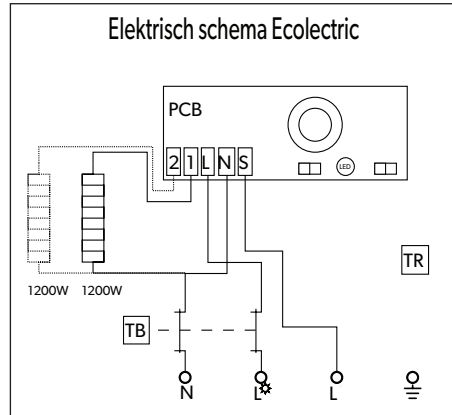 Elektrisch schema Ecolectric
PCB
2 1 L N S
LED
TR
1200W 1200W
TB
N L L